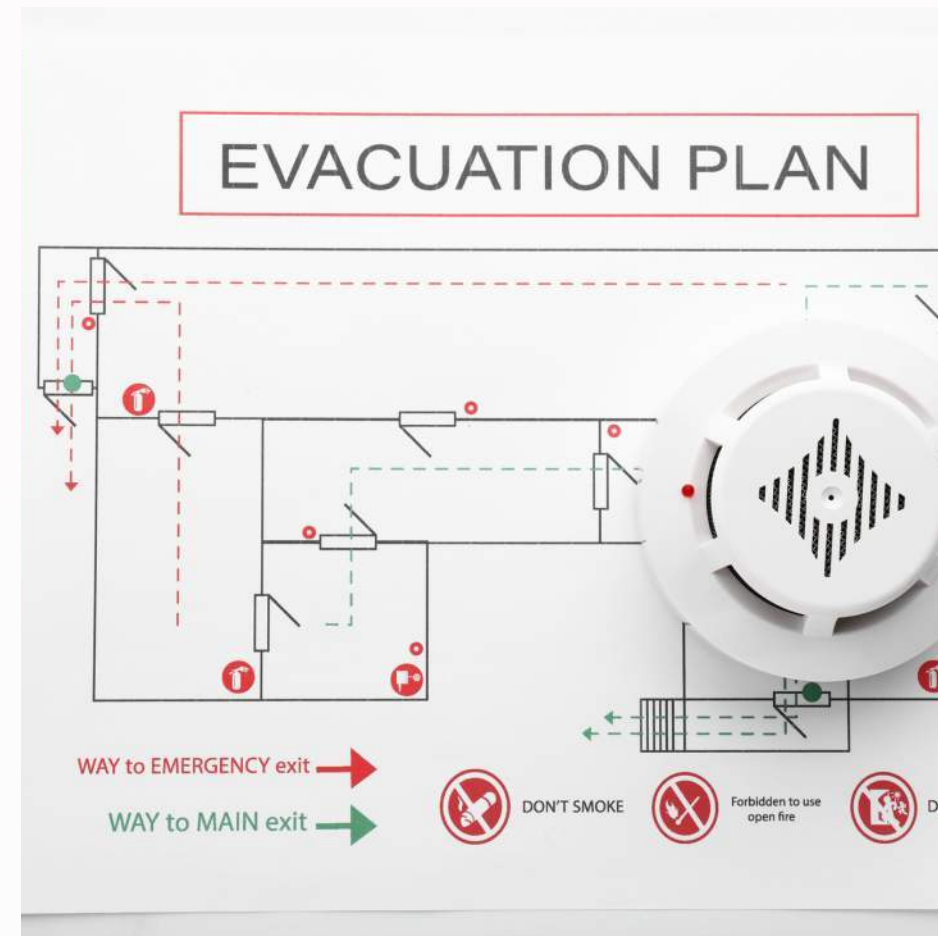 EVACUATION PLAN
WAY to EMERGENCY exit
WAY to MAIN exit
DON'T SMOKE
Forbidden to use
open fire
D